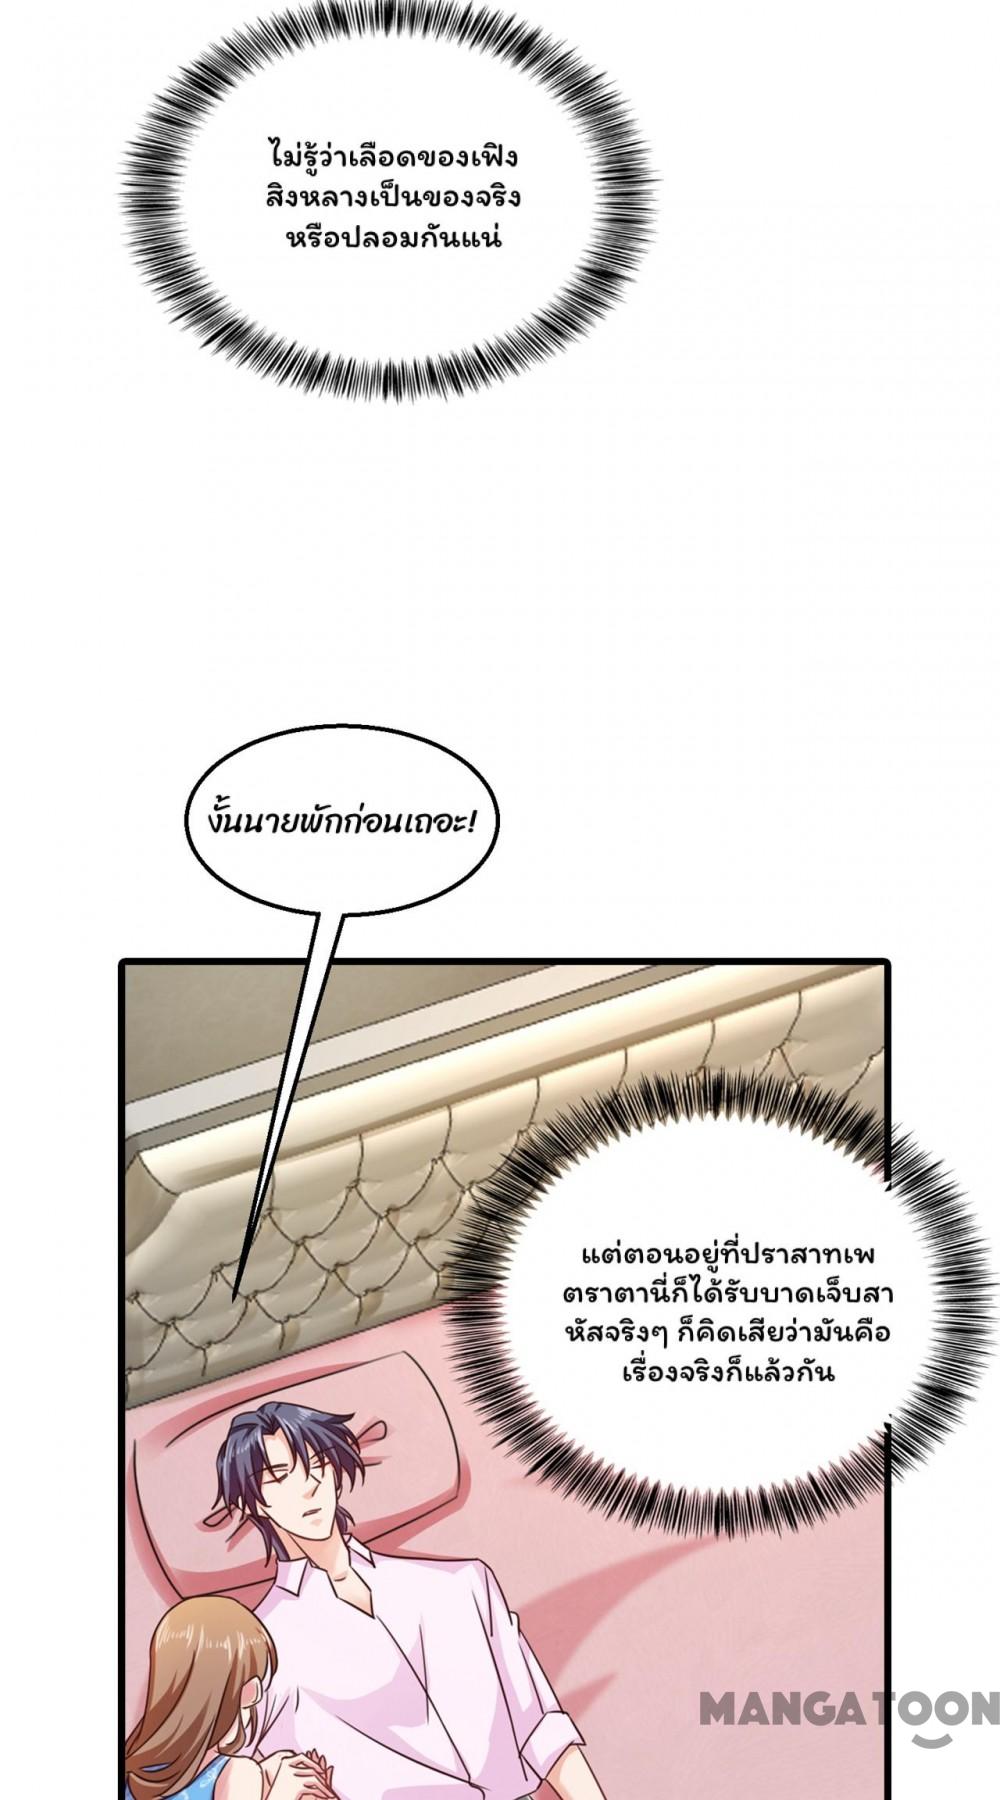 ไม่รู้ว่าเลือดของเฟิง
สิงหลางเป็นของจริง
หรือปลอมกันแน่
งั้นนายพักก่อนเถอะ!
แต่ตอนอยู่ที่ปราสาทเพ
ตราตานี่ก็ได้รับบาดเจ็บสา
หัสจริงๆ ก็คิดเสียว่ามันคือ
เรื่องจริงก็แล้วกัน
MANGATOON